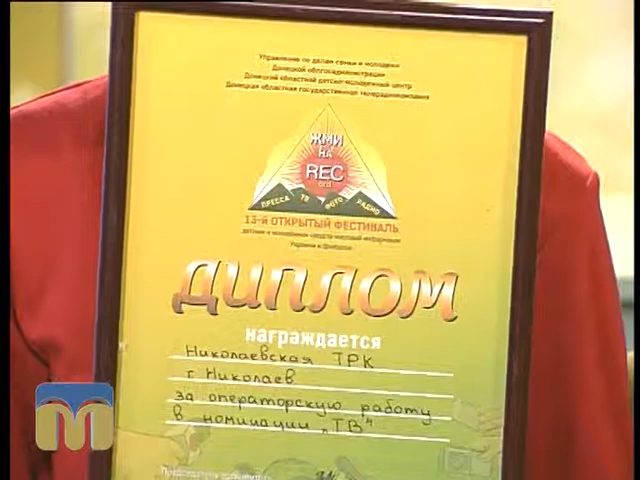 Управление по делам семьи и молодежи
Донецкой облгосадминистрации
Донецкий областной детско-молодежный центр
Донецкая областная государственная телерадиокомпания
ЖМИ
НА
REC
ord
ПРЕССА ТВ ФОТО РАДИО
13-й ОТКРЫТЫЙ ФЕСТИВАЛЬ
детских и молодежных средств массовой информации
Украина и
ДИПЛОМ
награждается
Николаевская ТРК
г Николаев
за операторскую работу
в номинации „ТВ"
М